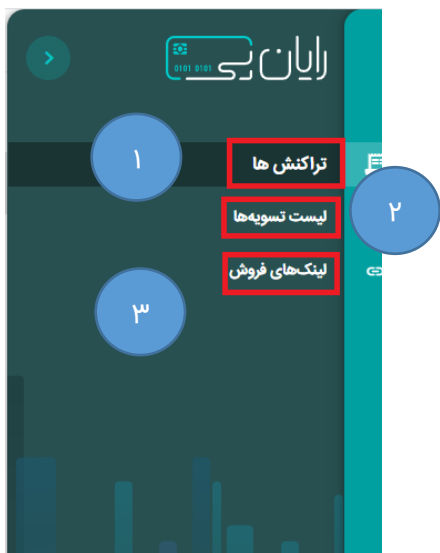 رایان پی
0101 0101
۱
تراکنش ها
۲
لیست تسویه‌ها
لینک‌های فروش
۳